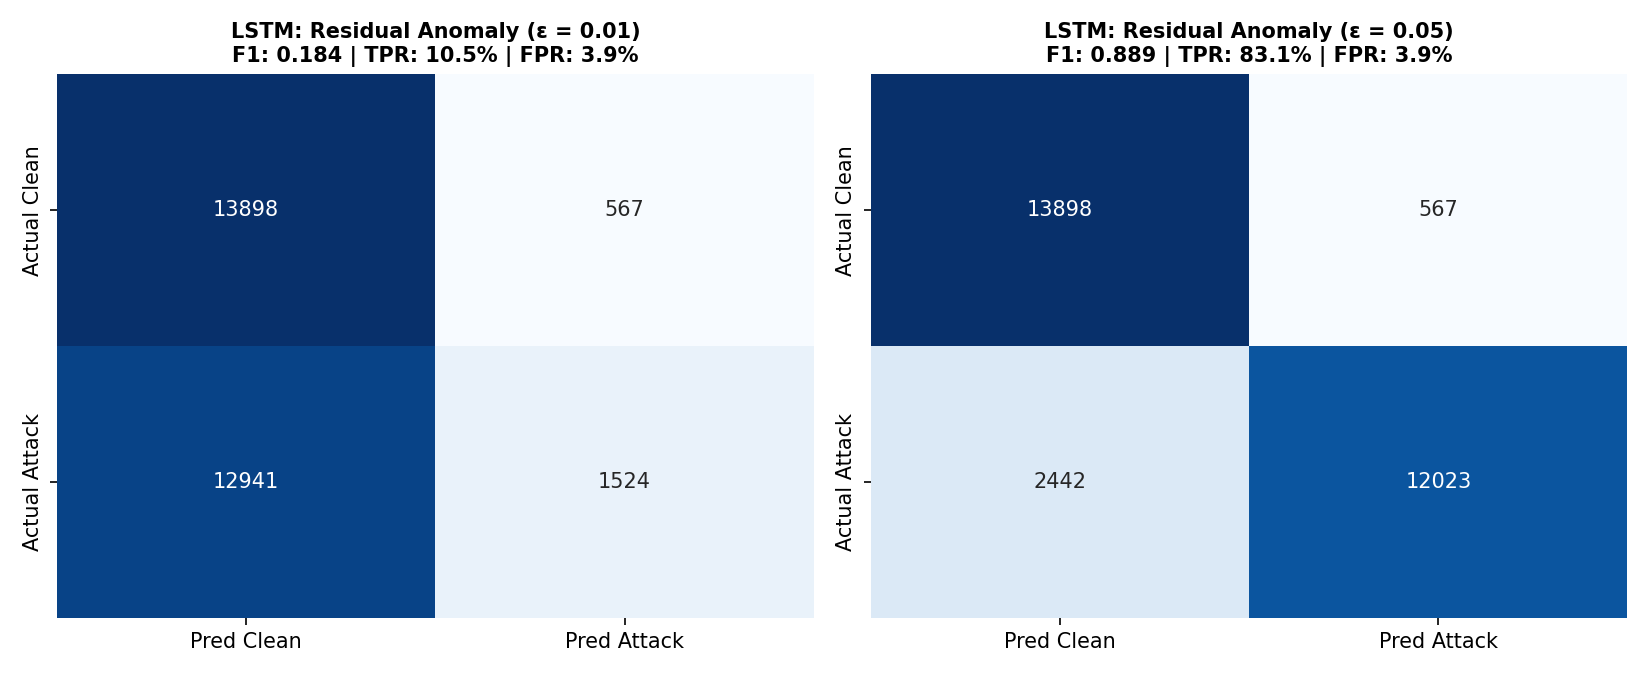 LSTM: Residual Anomaly (ε = 0.01)
F1: 0.184 | TPR: 10.5% | FPR: 3.9%
Actual Clean
13898
567
Actual Attack
12941
1524
Pred Clean
Pred Attack
LSTM: Residual Anomaly (ε = 0.05)
F1: 0.889 | TPR: 83.1% | FPR: 3.9%
Actual Clean
13898
567
Actual Attack
2442
12023
Pred Clean
Pred Attack